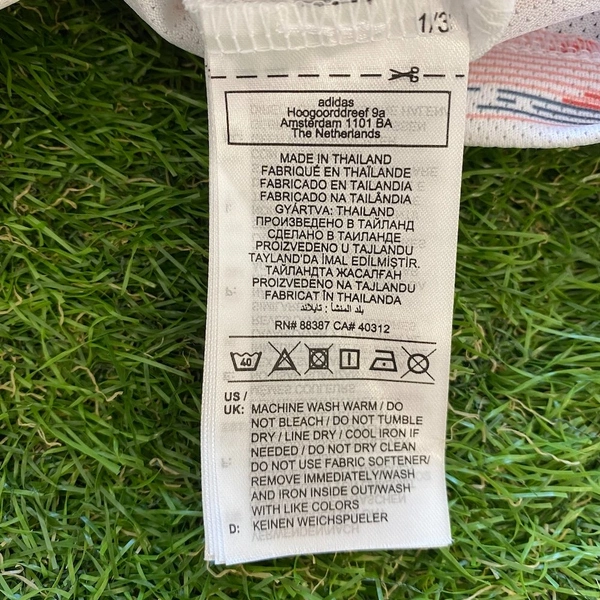 1/3
adidas
Hoogoorddreef 9a
Amsterdam 1101 BA
The Netherlands
MADE IN THAILAND
FABRIQUÉ EN THAÏLANDE
FABRICADO EN TAILANDIA
FABRICADO NA TAILÂNDIA
GYÁRTVA: THAILAND
ПРОИЗВЕДЕНО В ТАЙЛАНД
СДЕЛАНО В ТАИЛАНДЕ
PROIZVEDENO U TAJLANDU
TAYLAND'DA İMAL EDİLMİŞTİR.
ТАЙЛАНДТА ЖАСАЛҒАН
PROIZVEDENO NA TAJLANDU
FABRICAT ÎN THAILANDA
بلد المنشأ : تايلاند
RN# 88387 CA# 40312
40
US /
UK: MACHINE WASH WARM / DO
NOT BLEACH / DO NOT TUMBLE
DRY / LINE DRY / COOL IRON IF
NEEDED / DO NOT DRY CLEAN
DO NOT USE FABRIC SOFTENER/
REMOVE IMMEDIATELY/WASH
AND IRON INSIDE OUT/WASH
WITH LIKE COLORS
D: KEINEN WEICHSPUELER